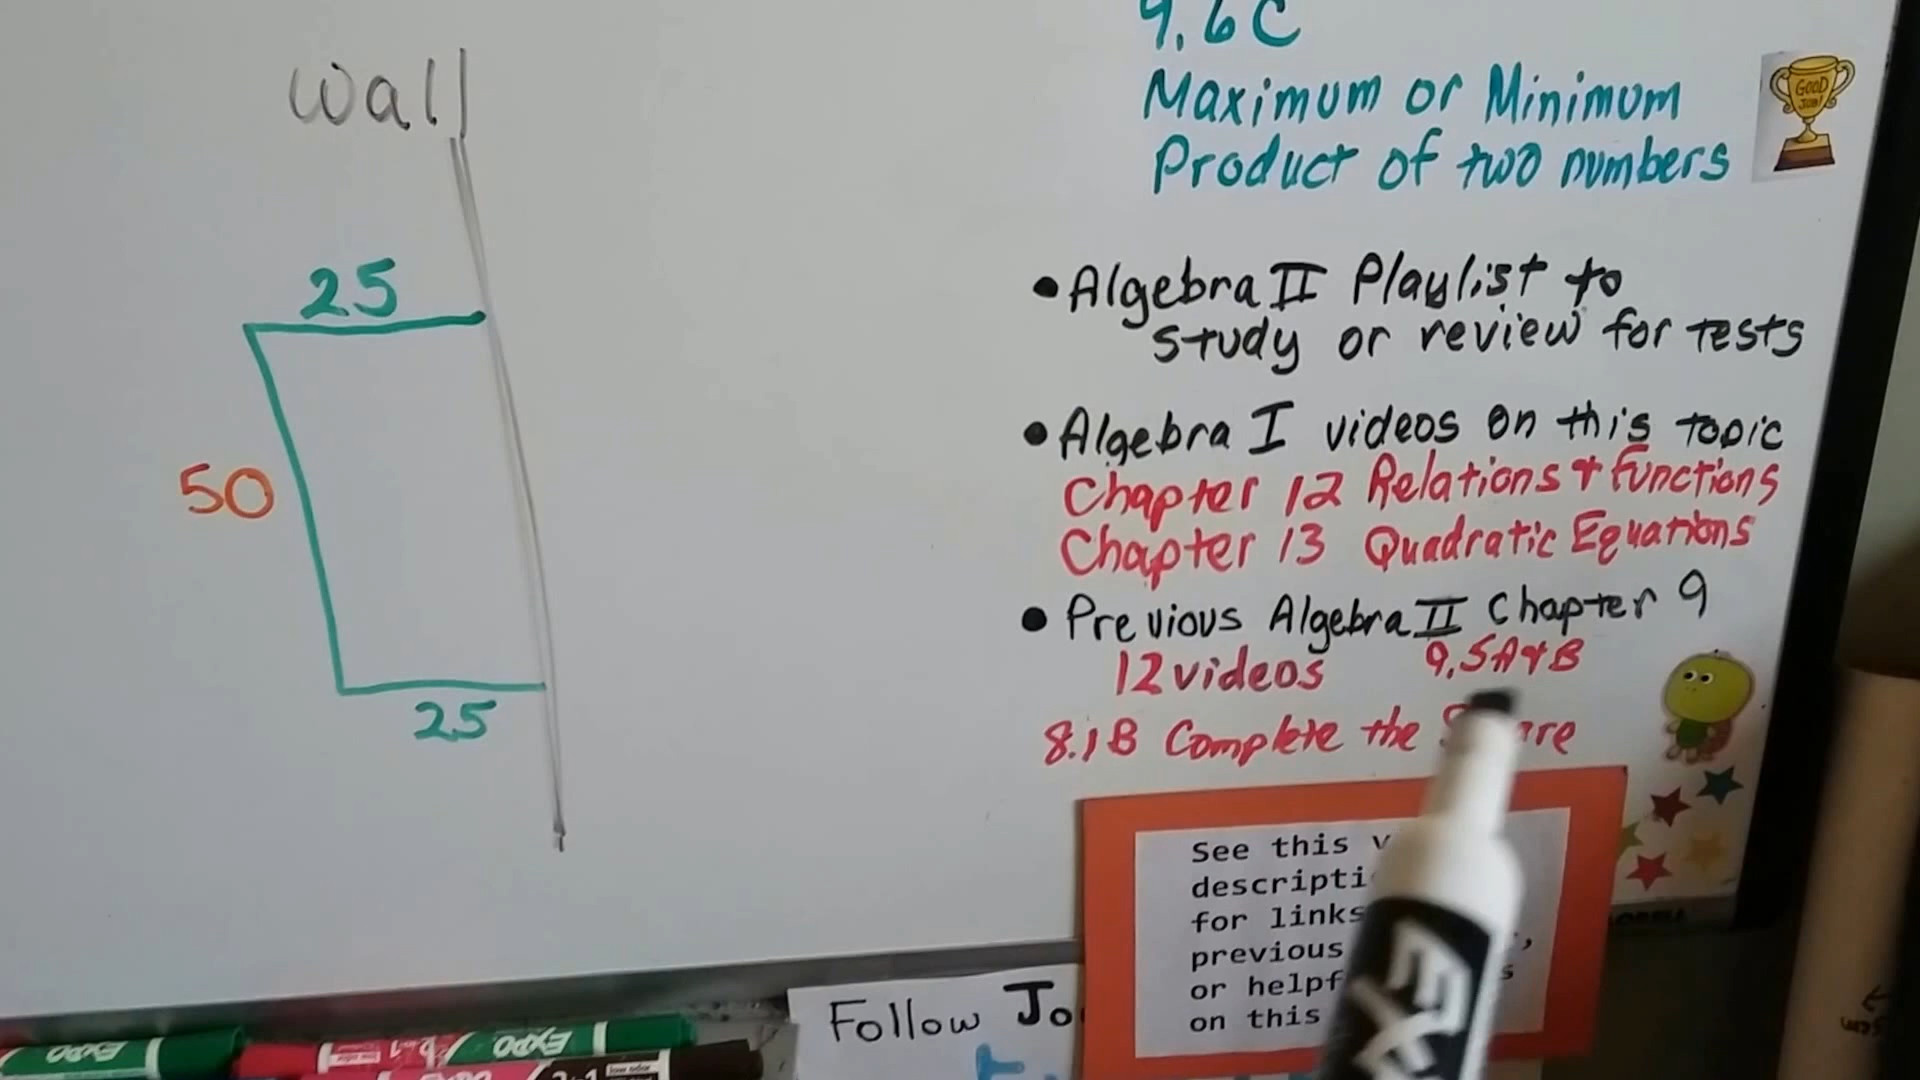 wall
25
50
25
9.6C
Maximum or Minimum
Product of two numbers
GOOD
JOB!
• Algebra II Playlist to
study or review for tests
• Algebra I videos on this topic
Chapter 12 Relations & Functions
Chapter 13 Quadratic Equations
• Previous Algebra II Chapter 9
12 videos 9.5A&B
8.1B Complete the
See this
for links
previous
on this
Follow
EXPO
EXPO